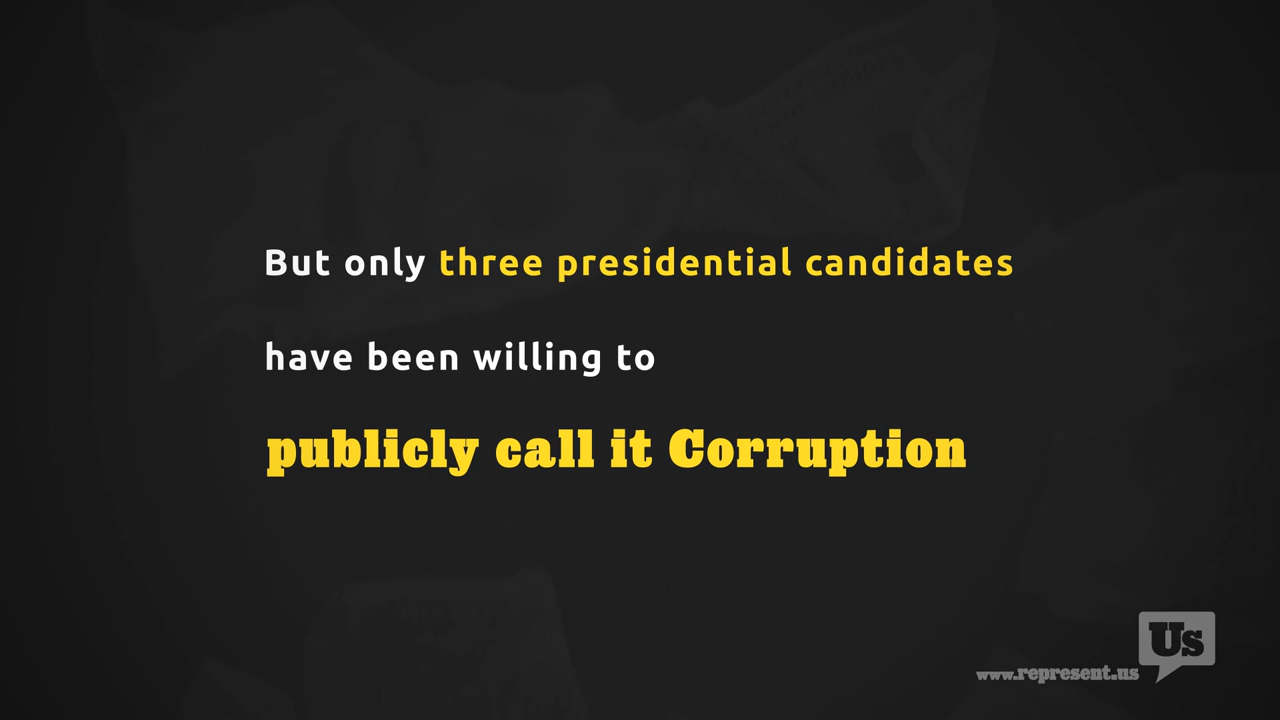 But only three presidential candidates
have been willing to
publicly call it Corruption
Us
www.represent.us